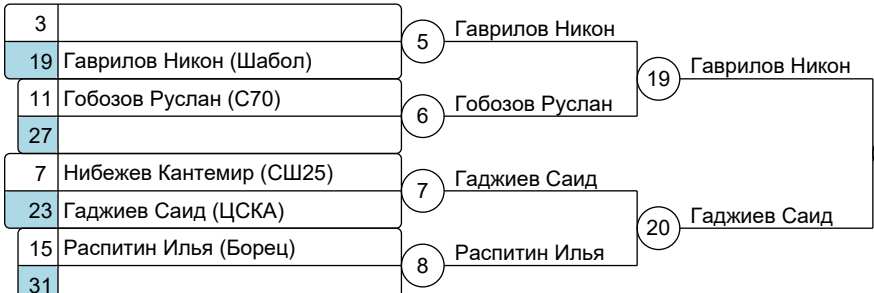 3
19 Гаврилов Никон (Шабол)
5 Гаврилов Никон
11 Гобозов Руслан (С70)
27
6 Гобозов Руслан
19 Гаврилов Никон
7 Нибежев Кантемир (СШ25)
23 Гаджиев Саид (ЦСКА)
7 Гаджиев Саид
15 Распитин Илья (Борец)
31
8 Распитин Илья
20 Гаджиев Саид